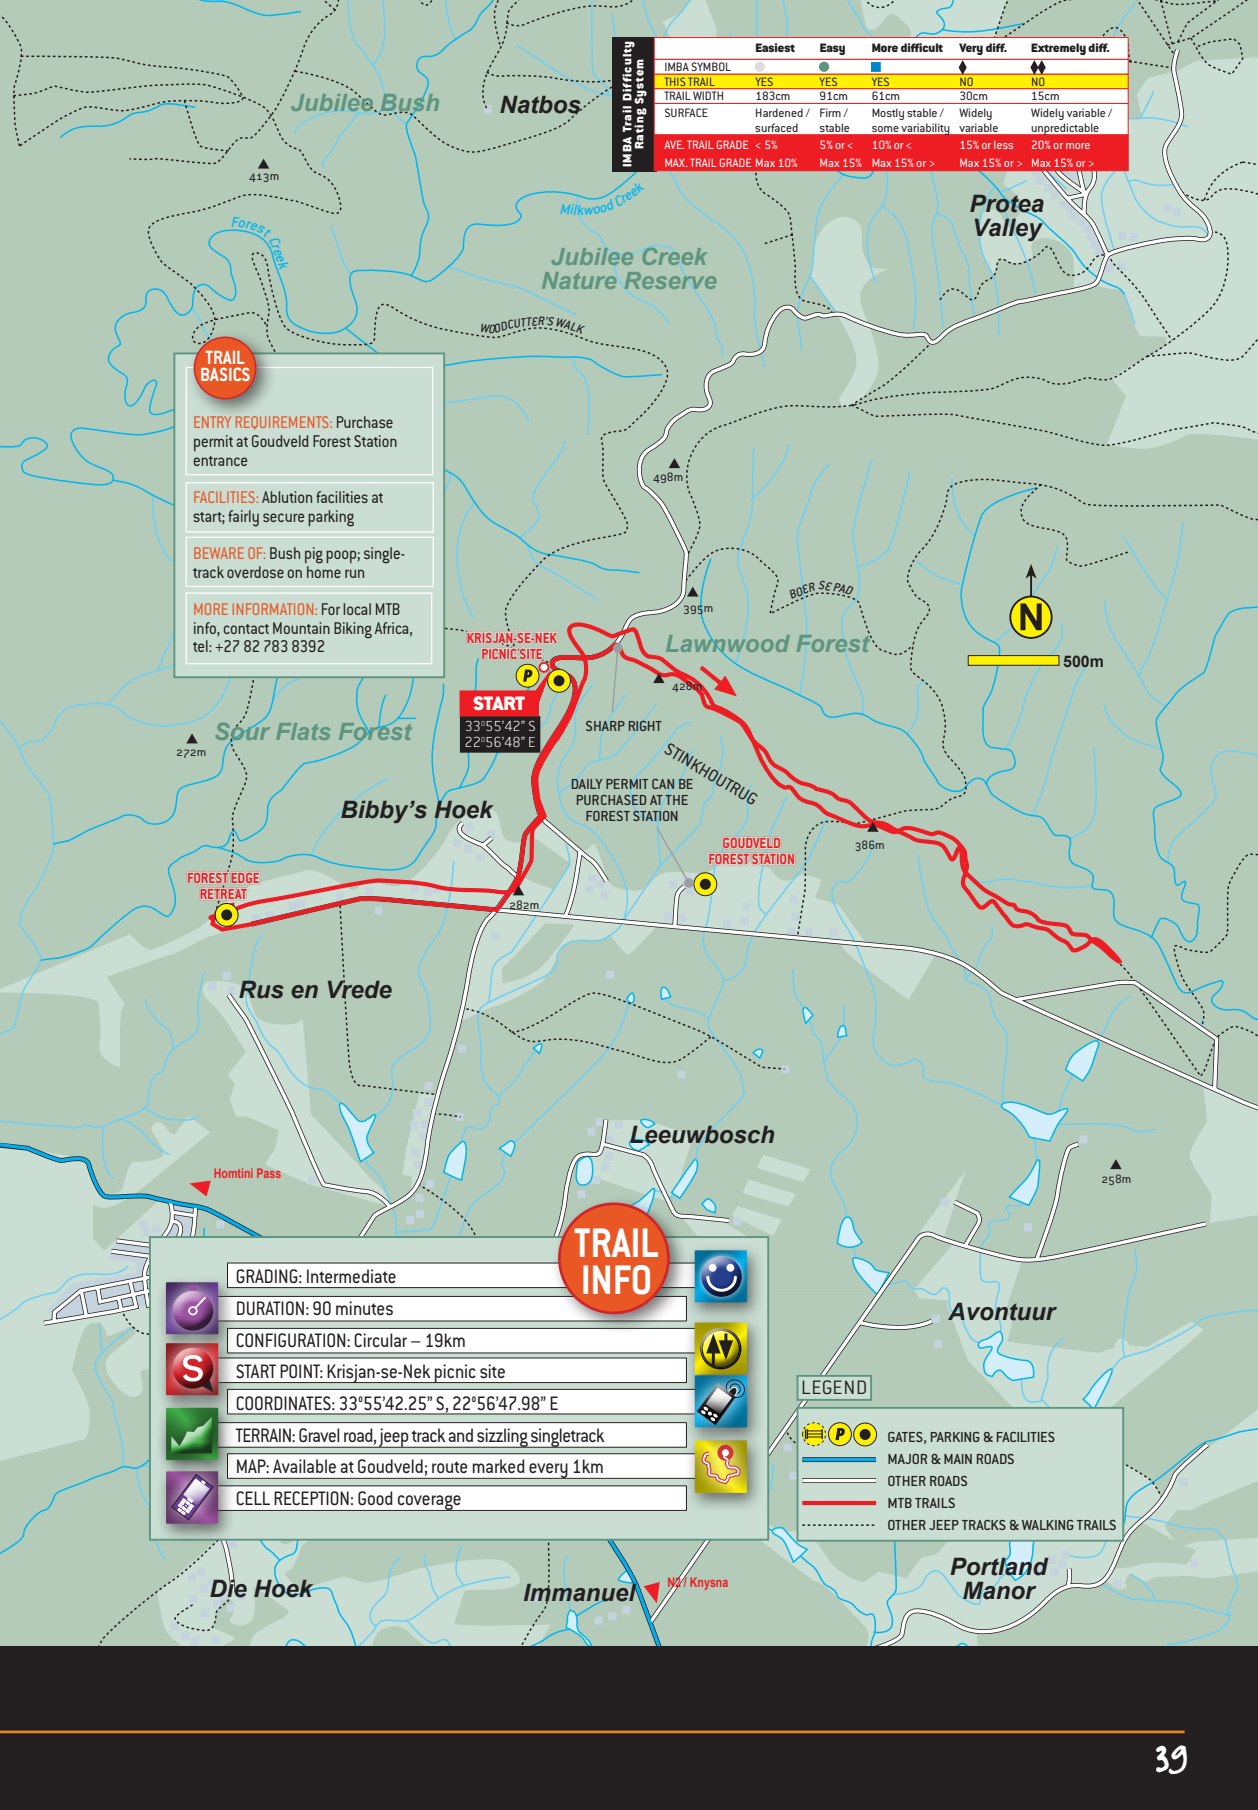 IMBA Trail Difficulty
Rating System
Easiest Easy More difficult Very diff. Extremely diff.
IMBA SYMBOL
THIS TRAIL YES YES YES NO NO
TRAIL WIDTH 183cm 91cm 61cm 30cm 15cm
SURFACE Hardened / surfaced Firm / stable Mostly stable / some variability Widely variable Widely variable / unpredictable
AVE. TRAIL GRADE < 5% 5% or < 10% or < 15% or less 20% or more
MAX. TRAIL GRADE Max 10% Max 15% Max 15% or > Max 15% or > Max 15% or >
Jubilee Bush
Natbos
413m
Milkwood Creek
Protea
Valley
Forest Creek
Jubilee Creek
Nature Reserve
WOODCUTTER'S WALK
TRAIL
BASICS
ENTRY REQUIREMENTS: Purchase
permit at Goudveld Forest Station
entrance
FACILITIES: Ablution facilities at
start; fairly secure parking
BEWARE OF: Bush pig poop; single-
track overdose on home run
MORE INFORMATION: For local MTB
info, contact Mountain Biking Africa,
tel: +27 82 783 8392
498m
395m
BOER SE PAD
N
500m
KRISJAN-SE-NEK
PICNIC SITE
P
Lawnwood Forest
START
33°55'42" S
22°56'48" E
428m
SHARP RIGHT
STINKHOUTRUG
Sour Flats Forest
272m
DAILY PERMIT CAN BE
PURCHASED AT THE
FOREST STATION
Bibby's Hoek
386m
GOUDVELD
FOREST STATION
FOREST EDGE
RETREAT
282m
Rus en Vrede
Leeuwbosch
Homtini Pass
258m
TRAIL
INFO
GRADING: Intermediate
DURATION: 90 minutes
CONFIGURATION: Circular – 19km
START POINT: Krisjan-se-Nek picnic site
S
COORDINATES: 33°55'42.25" S, 22°56'47.98" E
TERRAIN: Gravel road, jeep track and sizzling singletrack
MAP: Available at Goudveld; route marked every 1km
CELL RECEPTION: Good coverage
Avontuur
LEGEND
P GATES, PARKING & FACILITIES
MAJOR & MAIN ROADS
OTHER ROADS
MTB TRAILS
OTHER JEEP TRACKS & WALKING TRAILS
Die Hoek
Immanuel
N2 / Knysna
Portland
Manor
39